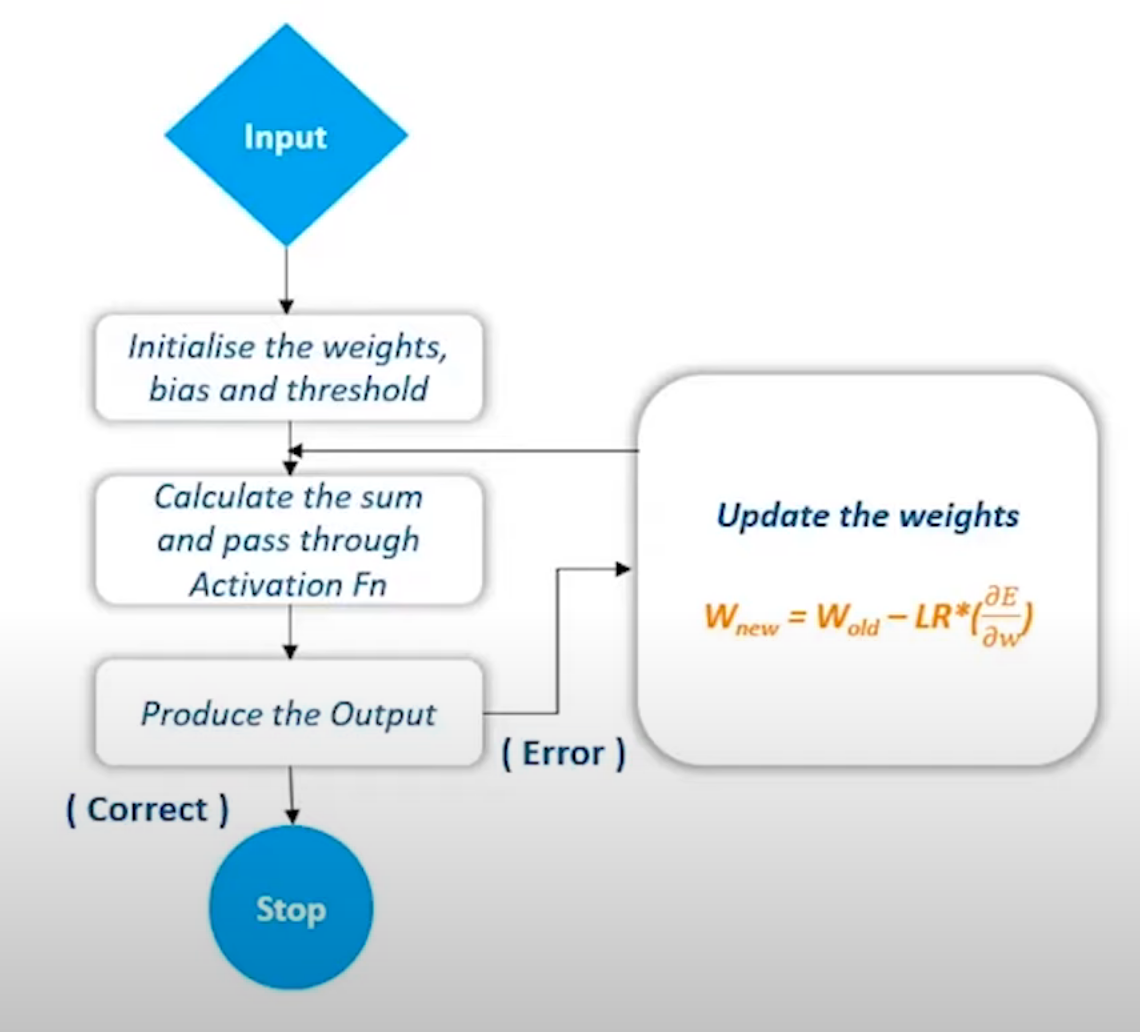 Input
Initialise the weights,
bias and threshold
Calculate the sum
and pass through
Activation Fn
Produce the Output
( Error )
( Correct )
Stop
Update the weights
Wnew = Wold – LR*(∂E/∂w)